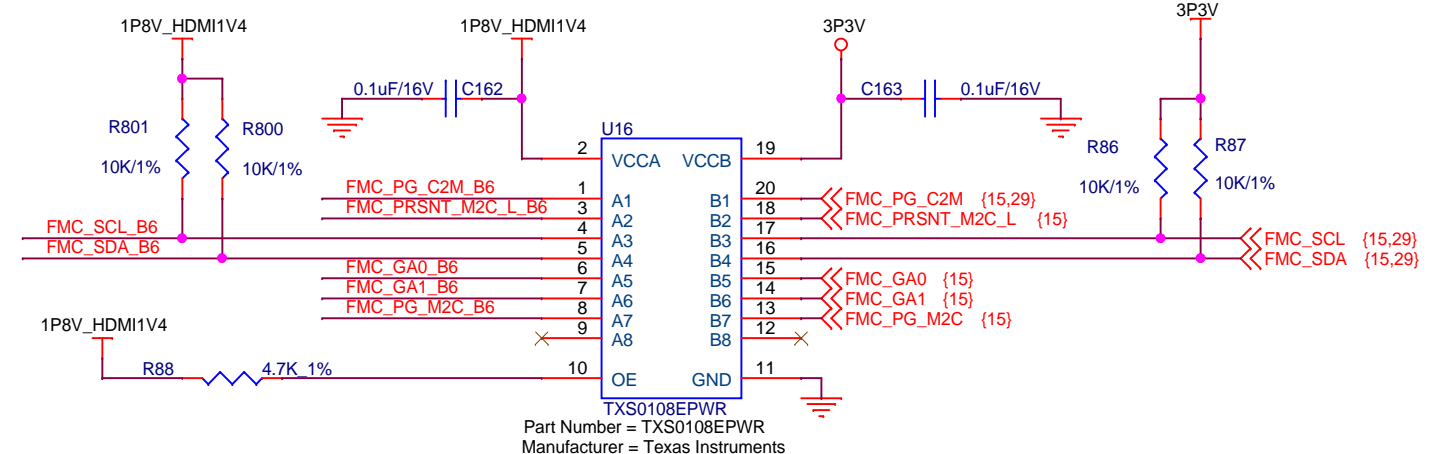 3P3V
1P8V_HDMI1V4 1P8V_HDMI1V4 3P3V
0.1uF/16V C162 C163 0.1uF/16V
R801 R800 U16 R86 R87
10K/1% 10K/1% 2 VCCA VCCB 19 10K/1% 10K/1%
FMC_PG_C2M_B6 1 A1 B1 20 FMC_PG_C2M {15,29}
FMC_PRSNT_M2C_L_B6 3 A2 B2 18 FMC_PRSNT_M2C_L {15}
FMC_SCL_B6 4 A3 B3 17 FMC_SCL {15,29}
FMC_SDA_B6 5 A4 B4 16 FMC_SDA {15,29}
FMC_GA0_B6 6 A5 B5 15 FMC_GA0 {15}
FMC_GA1_B6 7 A6 B6 14 FMC_GA1 {15}
FMC_PG_M2C_B6 8 A7 B7 13 FMC_PG_M2C {15}
1P8V_HDMI1V4 9 A8 B8 12
R88 4.7K_1% 10 OE GND 11
TXS0108EPWR
Part Number = TXS0108EPWR
Manufacturer = Texas Instruments